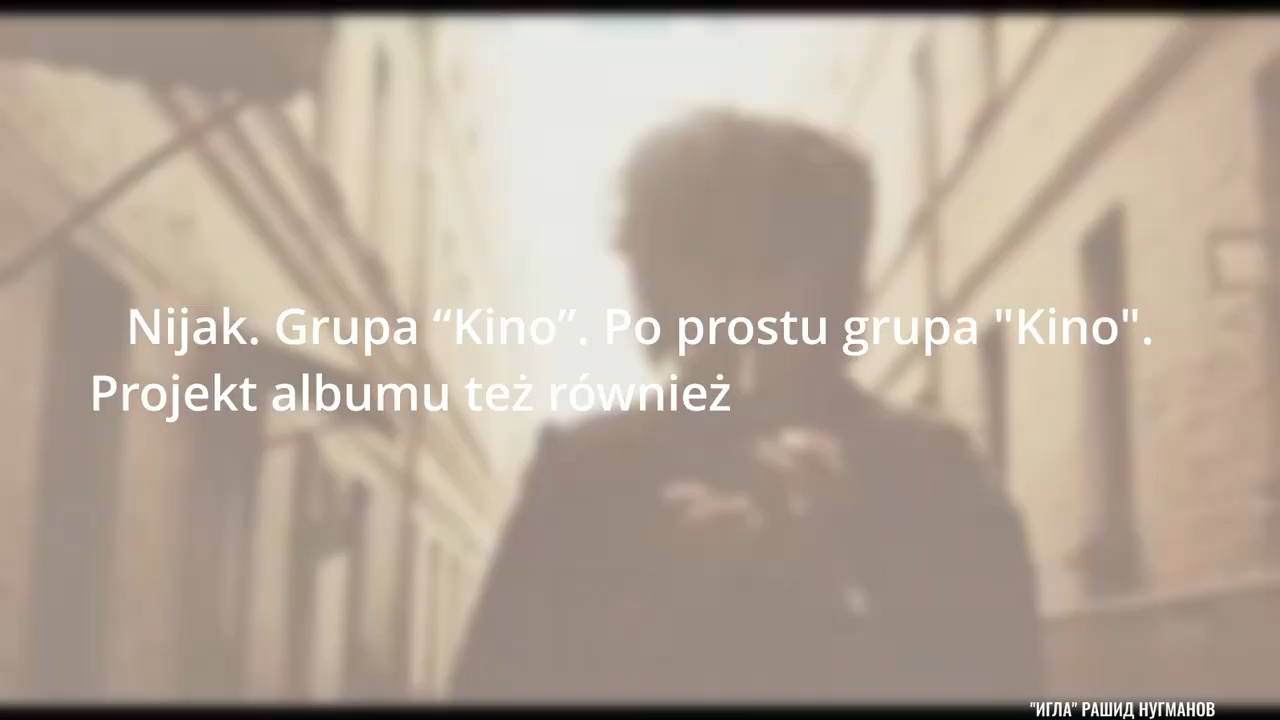 Nijak. Grupa “Kino”. Po prostu grupa "Kino".
Projekt albumu też również
"ИГЛА" РАШИД НУГМАНОВ